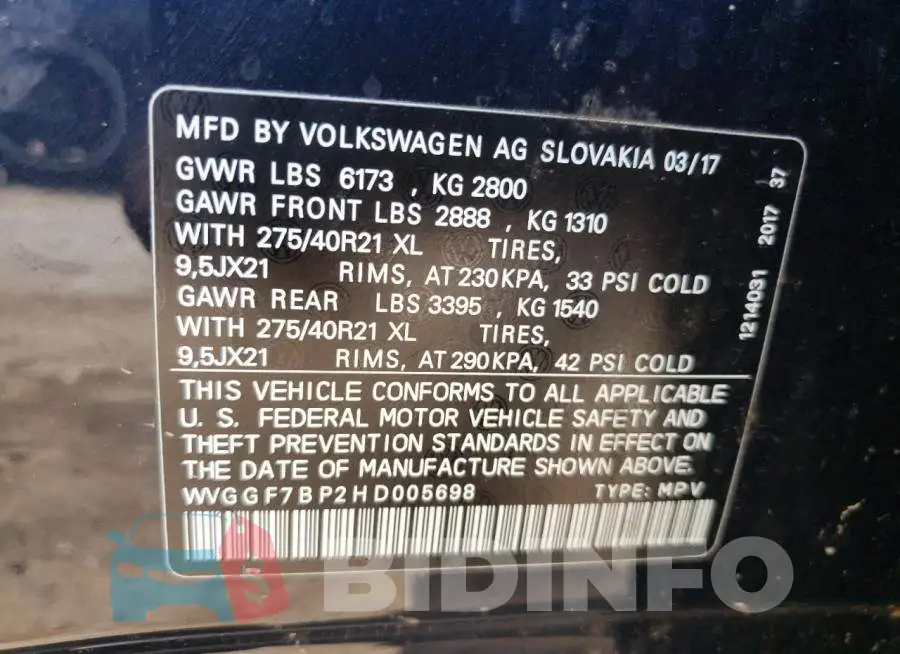 MFD BY VOLKSWAGEN AG SLOVAKIA 03/17
GVWR LBS 6173 , KG 2800
GAWR FRONT LBS 2888 , KG 1310
WITH 275/40R21 XL TIRES,
9,5JX21 RIMS, AT 230KPA, 33 PSI COLD
GAWR REAR LBS 3395 , KG 1540
WITH 275/40R21 XL TIRES,
9,5JX21 RIMS, AT 290KPA, 42 PSI COLD
THIS VEHICLE CONFORMS TO ALL APPLICABLE
U. S. FEDERAL MOTOR VEHICLE SAFETY AND
THEFT PREVENTION STANDARDS IN EFFECT ON
THE DATE OF MANUFACTURE SHOWN ABOVE.
WVGGF7BP2HD005698 TYPE: MPV
1214031 2017 37
$ BIDINFO